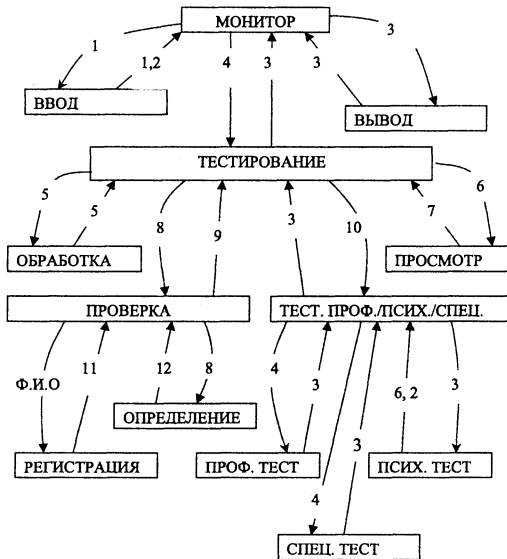 МОНИТОР
1
1,2
4
3
3
3
ВВОД
ВЫВОД
ТЕСТИРОВАНИЕ
5
5
8
9
3
10
7
6
ОБРАБОТКА
ПРОСМОТР
ПРОВЕРКА
ТЕСТ. ПРОФ./ПСИХ./СПЕЦ.
Ф.И.О
11
12
8
4
3
6, 2
3
ОПРЕДЕЛЕНИЕ
3
РЕГИСТРАЦИЯ
ПРОФ. ТЕСТ
ПСИХ. ТЕСТ
4
СПЕЦ. ТЕСТ